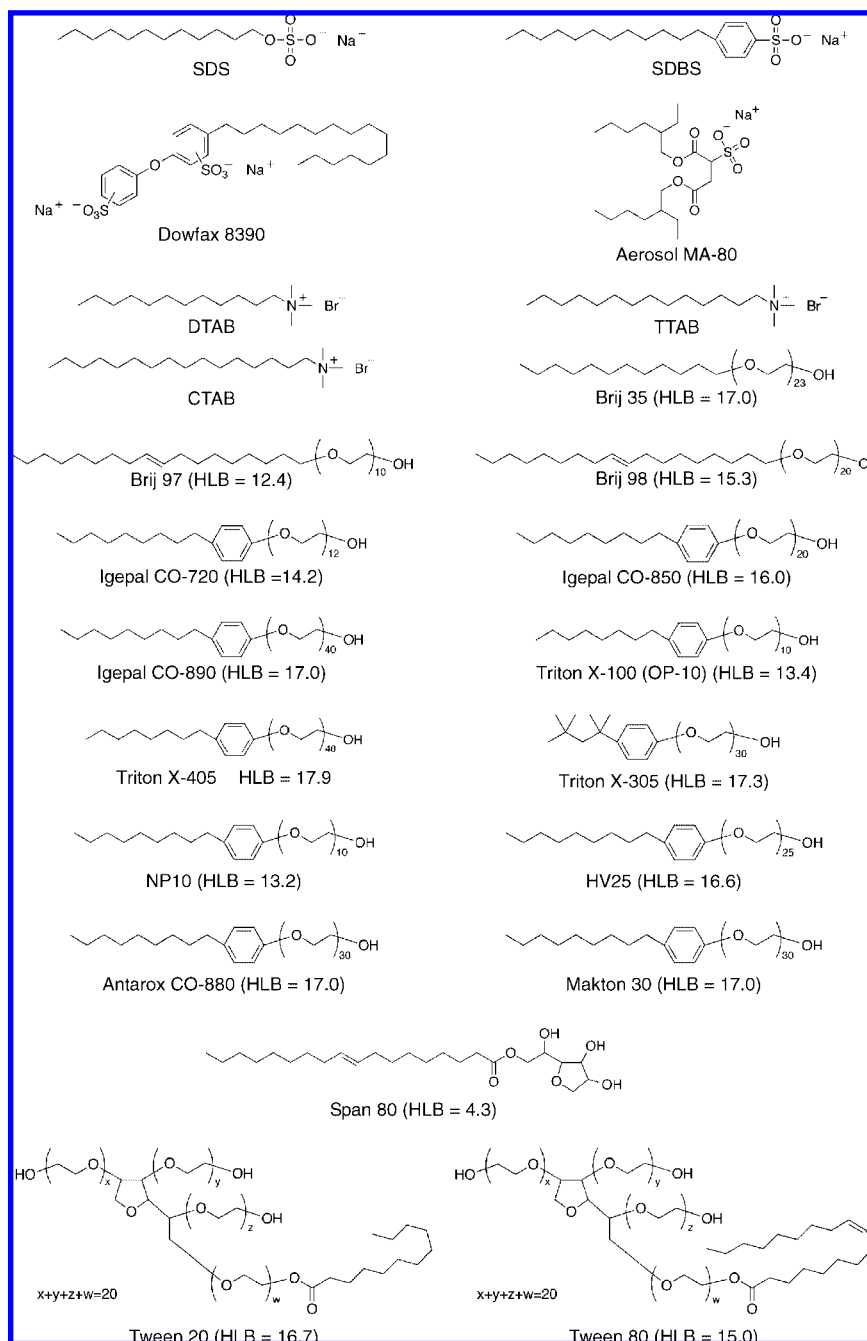 O S O O⁻ Na⁻
O
SDS
O S O⁻ Na⁺
O
SDBS
O SO₃⁻ Na⁺
Na⁺ ⁻O₃S
Dowfax 8390
Na⁺
O O⁻ S O
O O
O O
Aerosol MA-80
N⁺ Br⁻
DTAB
N Br⁻
TTAB
N⁺ Br⁻
CTAB
(O)23 OH
Brij 35 (HLB = 17.0)
(O)10 OH
Brij 97 (HLB = 12.4)
(O)20
Brij 98 (HLB = 15.3)
(O)12 OH
Igepal CO-720 (HLB =14.2)
(O)20 OH
Igepal CO-850 (HLB = 16.0)
(O)40 OH
Igepal CO-890 (HLB = 17.0)
(O)10 OH
Triton X-100 (OP-10) (HLB = 13.4)
(O)40 OH
Triton X-405 HLB = 17.9
(O)30 OH
Triton X-305 (HLB = 17.3)
(O)10 OH
NP10 (HLB = 13.2)
(O)25 OH
HV25 (HLB = 16.6)
(O)30 OH
Antarox CO-880 (HLB = 17.0)
(O)30 OH
Makton 30 (HLB = 17.0)
OH
O OH
O O OH
Span 80 (HLB = 4.3)
HO (O)x (O)y OH
O (O)z OH
(O)w O
x+y+z+w=20 O
Tween 20 (HLB = 16.7)
HO (O)x (O)y OH
O (O)z OH
(O)w O
x+y+z+w=20 O
Tween 80 (HLB = 15.0)